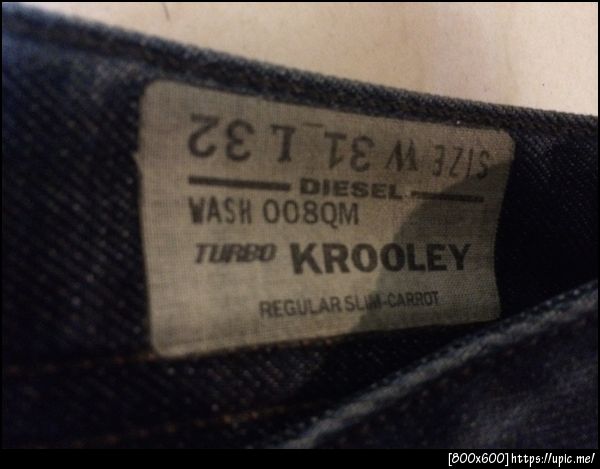 SIZE W 31 L 32
DIESEL
WASH 008QM
TURBO KROOLEY
REGULAR SLIM-CARROT
[800x600]https://upic.me/